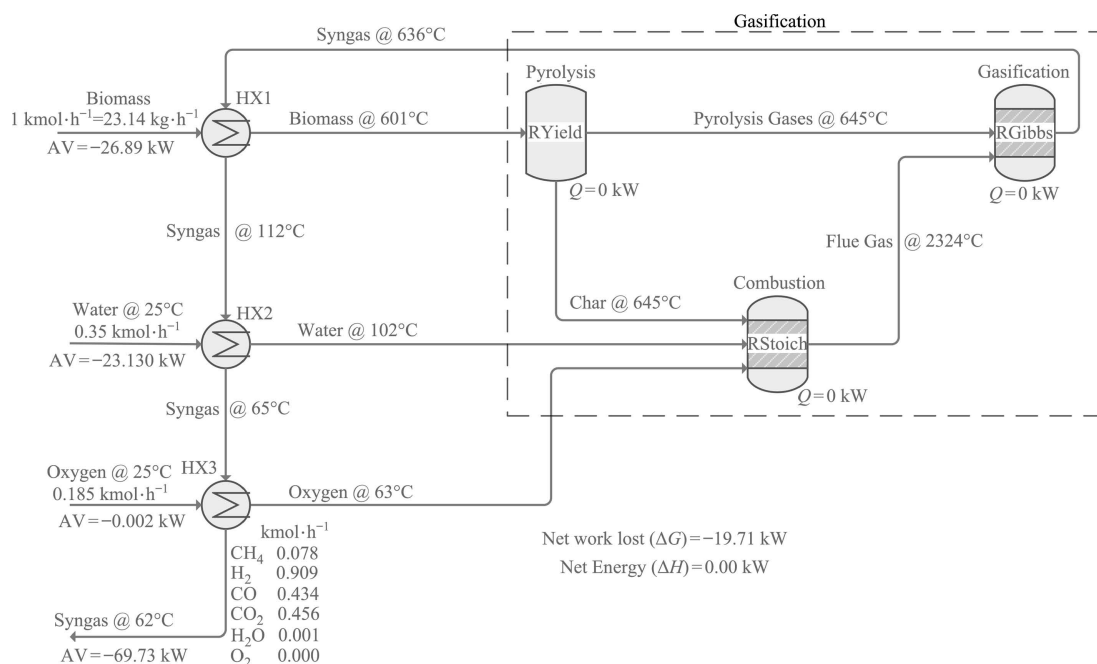 Gasification
Syngas @ 636°C
Pyrolysis
Gasification
Biomass
HX1
1 kmol·h⁻¹=23.14 kg·h⁻¹
Biomass @ 601°C
RYield
Pyrolysis Gases @ 645°C
RGibbs
AV=−26.89 kW
Q=0 kW
Q=0 kW
Syngas @ 112°C
Flue Gas @ 2324°C
Combustion
Water @ 25°C
HX2
Char @ 645°C
0.35 kmol·h⁻¹
Water @ 102°C
RStoich
AV=−23.130 kW
Q=0 kW
Syngas @ 65°C
Oxygen @ 25°C
HX3
0.185 kmol·h⁻¹
Oxygen @ 63°C
AV=−0.002 kW
kmol·h⁻¹
Net work lost (ΔG)=−19.71 kW
CH₄ 0.078
Net Energy (ΔH)=0.00 kW
H₂ 0.909
CO 0.434
CO₂ 0.456
Syngas @ 62°C
H₂O 0.001
AV=−69.73 kW
O₂ 0.000